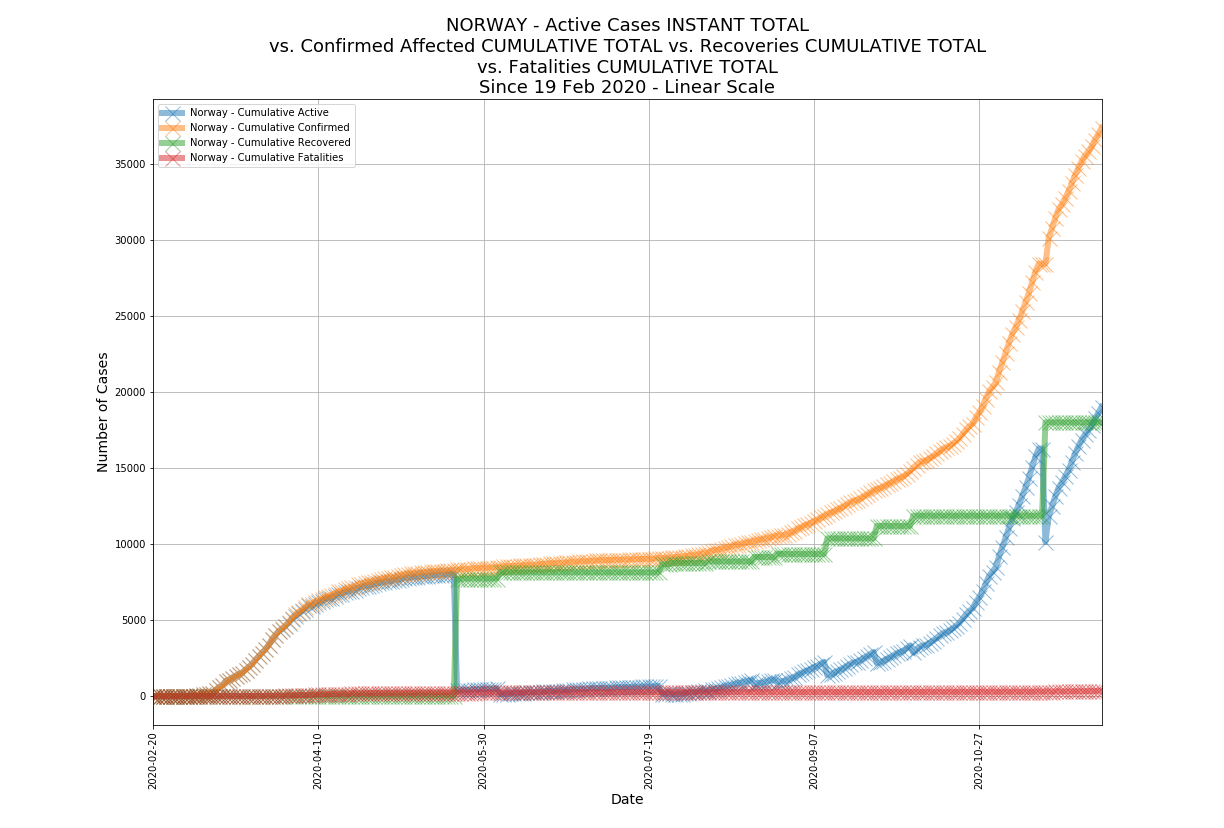 NORWAY - Active Cases INSTANT TOTAL
vs. Confirmed Affected CUMULATIVE TOTAL vs. Recoveries CUMULATIVE TOTAL
vs. Fatalities CUMULATIVE TOTAL
Since 19 Feb 2020 - Linear Scale
Norway - Cumulative Active
Norway - Cumulative Confirmed
Norway - Cumulative Recovered
Norway - Cumulative Fatalities
Number of Cases
35000
30000
25000
20000
15000
10000
5000
0
2020-02-20
2020-04-10
2020-05-30
2020-07-19
2020-09-07
2020-10-27
Date